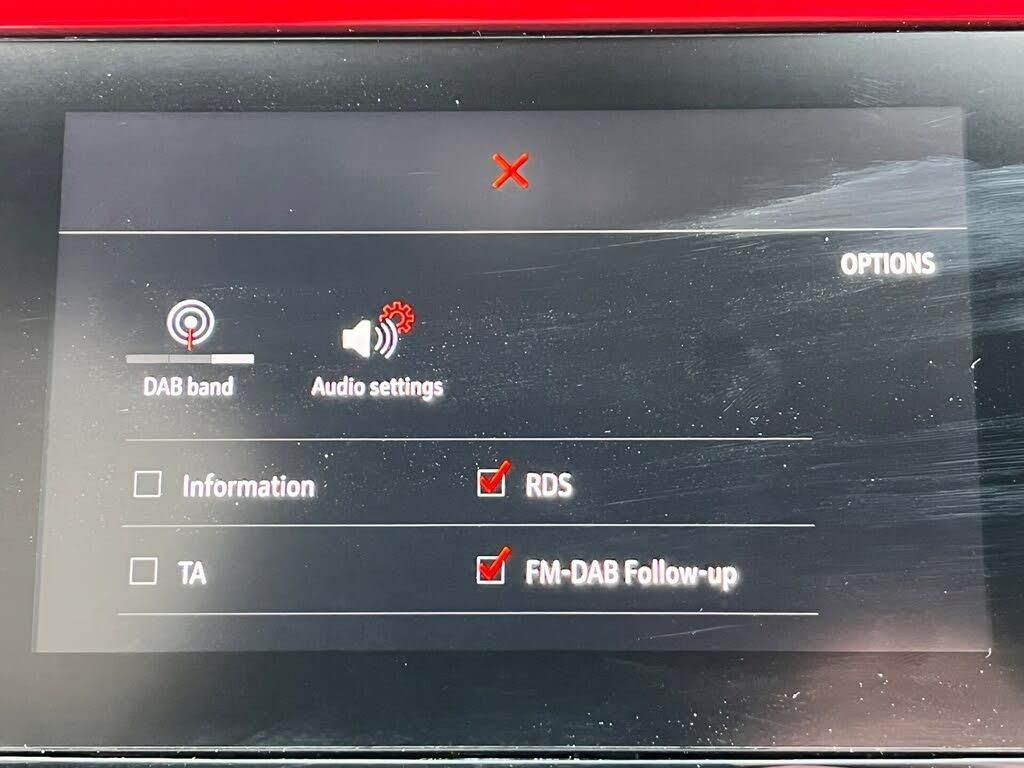 OPTIONS
DAB band
Audio settings
Information
RDS
TA
FM-DAB Follow-up